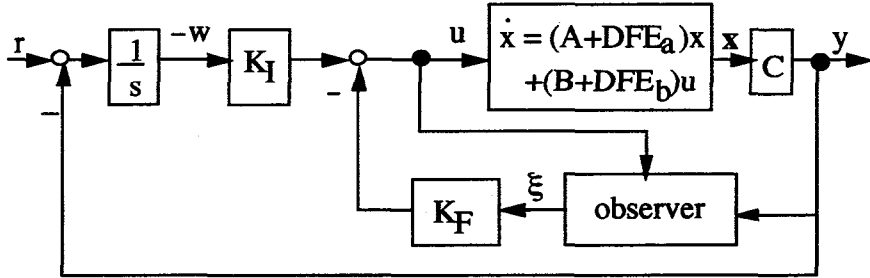 r
−
1
s
−w
K_I
−
u
ẋ = (A+DFE_a)x
+(B+DFE_b)u
x
C
y
K_F
ξ
observer